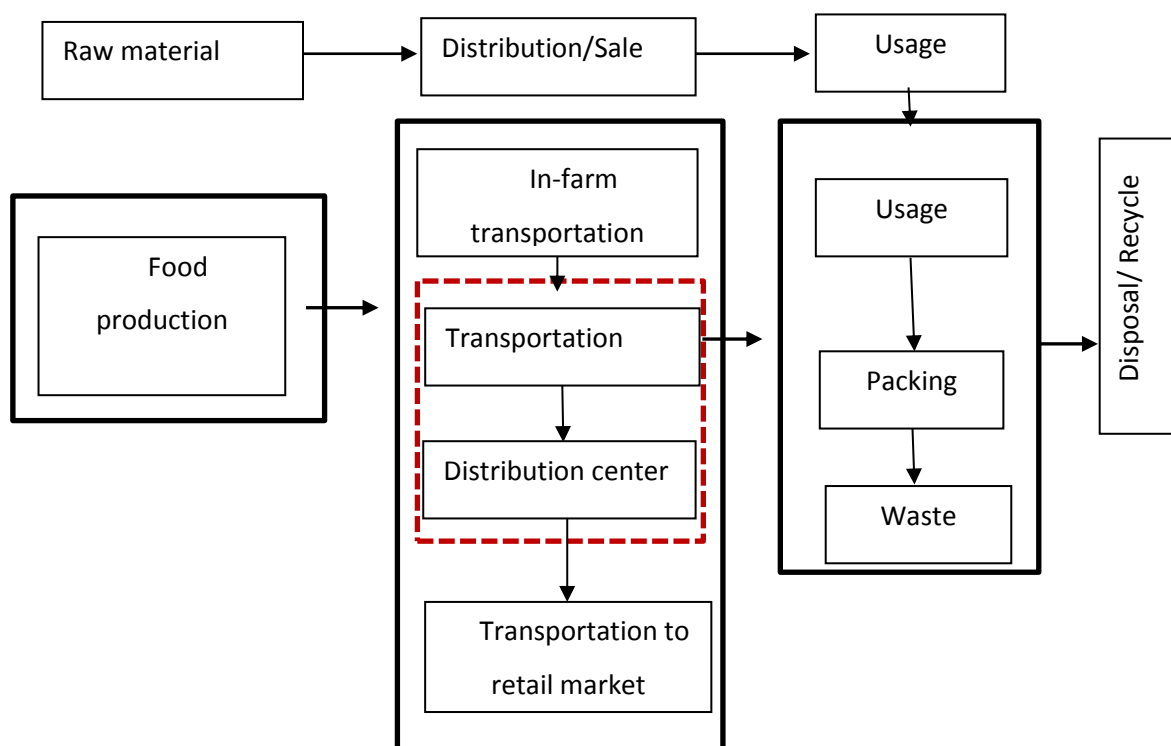 Raw material
Distribution/Sale
Usage
In-farm
transportation
Food
production
Transportation
Distribution center
Transportation to
retail market
Usage
Packing
Waste
Disposal/ Recycle